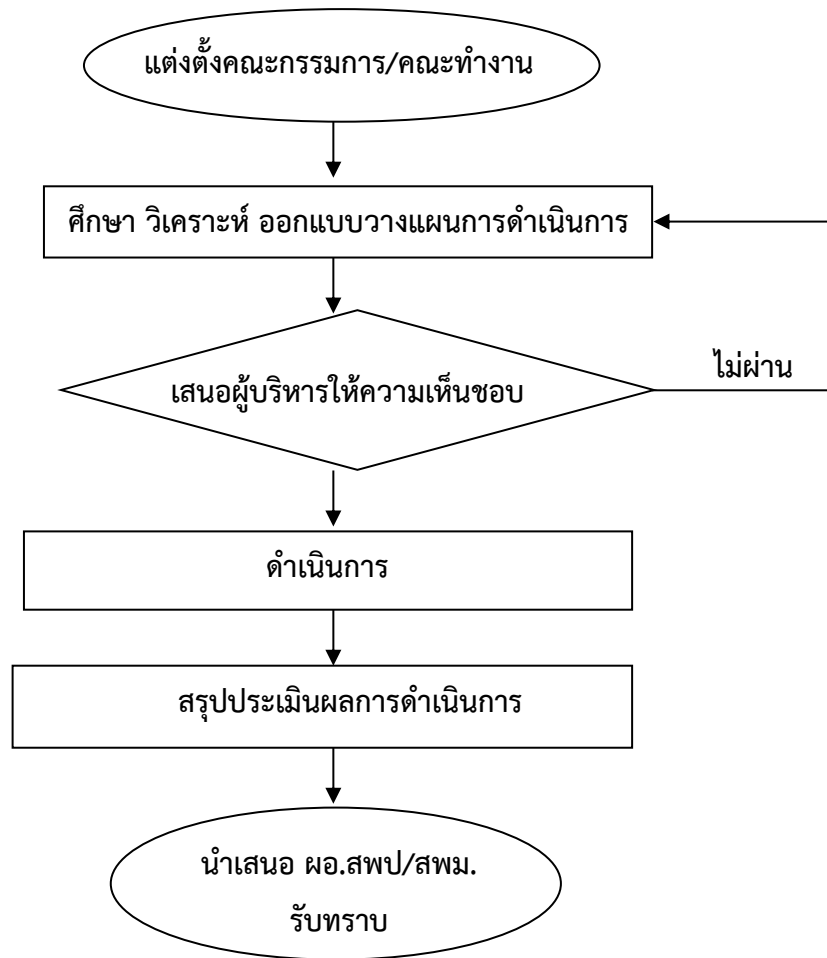 แต่งตั้งคณะกรรมการ/คณะทำงาน
ศึกษา วิเคราะห์ ออกแบบวางแผนการดำเนินการ
เสนอผู้บริหารให้ความเห็นชอบ
ไม่ผ่าน
ดำเนินการ
สรุปประเมินผลการดำเนินการ
นำเสนอ ผอ.สพป/สพม.
รับทราบ